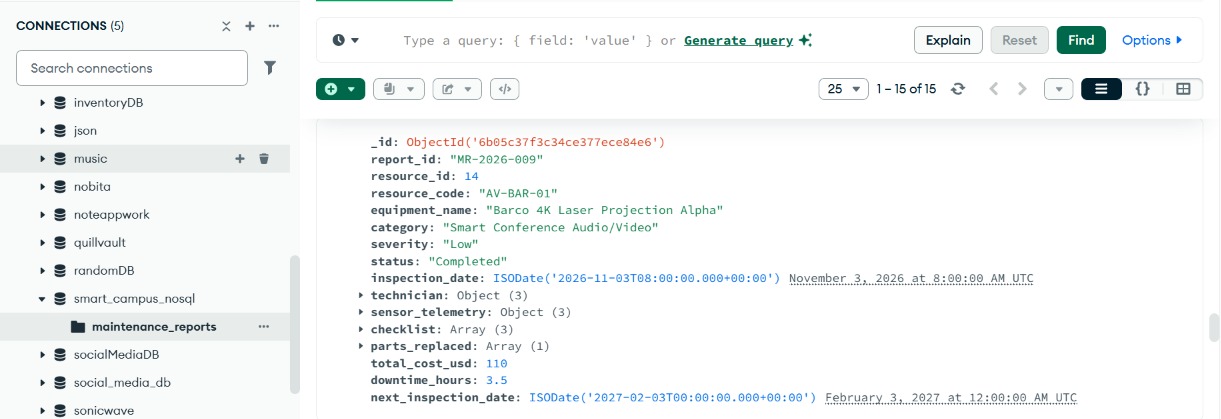 CONNECTIONS (5)
Search connections
inventoryDB
json
music
nobita
noteappwork
quillvault
randomDB
smart_campus_nosql
maintenance_reports
socialMediaDB
social_media_db
sonicwave
Type a query: { field: 'value' } or Generate query
Explain
Reset
Find
Options
25
1 – 15 of 15
_id: ObjectId('6b05c37f3c34ce377ece84e6')
report_id: "MR-2026-009"
resource_id: 14
resource_code: "AV-BAR-01"
equipment_name: "Barco 4K Laser Projection Alpha"
category: "Smart Conference Audio/Video"
severity: "Low"
status: "Completed"
inspection_date: ISODate('2026-11-03T08:00:00.000+00:00') November 3, 2026 at 8:00:00 AM UTC
technician: Object (3)
sensor_telemetry: Object (3)
checklist: Array (3)
parts_replaced: Array (1)
total_cost_usd: 110
downtime_hours: 3.5
next_inspection_date: ISODate('2027-02-03T00:00:00.000+00:00') February 3, 2027 at 12:00:00 AM UTC